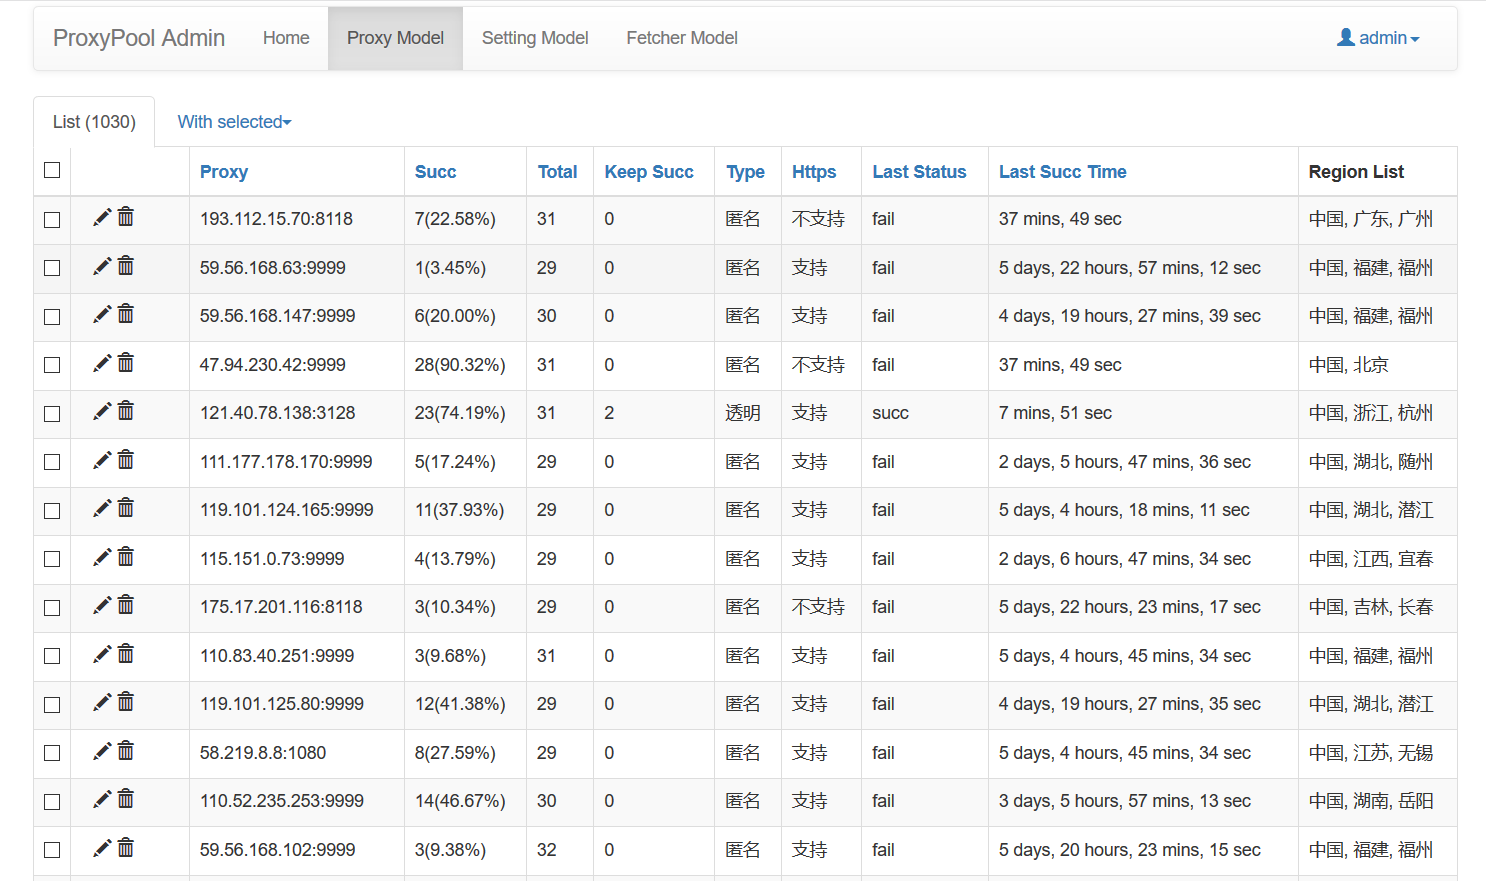 ProxyPool Admin Home Proxy Model Setting Model Fetcher Model admin
List (1030) With selected
Proxy Succ Total Keep Succ Type Https Last Status Last Succ Time Region List
193.112.15.70:8118 7(22.58%) 31 0 匿名 不支持 fail 37 mins, 49 sec 中国, 广东, 广州
59.56.168.63:9999 1(3.45%) 29 0 匿名 支持 fail 5 days, 22 hours, 57 mins, 12 sec 中国, 福建, 福州
59.56.168.147:9999 6(20.00%) 30 0 匿名 支持 fail 4 days, 19 hours, 27 mins, 39 sec 中国, 福建, 福州
47.94.230.42:9999 28(90.32%) 31 0 匿名 不支持 fail 37 mins, 49 sec 中国, 北京
121.40.78.138:3128 23(74.19%) 31 2 透明 支持 succ 7 mins, 51 sec 中国, 浙江, 杭州
111.177.178.170:9999 5(17.24%) 29 0 匿名 支持 fail 2 days, 5 hours, 47 mins, 36 sec 中国, 湖北, 随州
119.101.124.165:9999 11(37.93%) 29 0 匿名 支持 fail 5 days, 4 hours, 18 mins, 11 sec 中国, 湖北, 潜江
115.151.0.73:9999 4(13.79%) 29 0 匿名 支持 fail 2 days, 6 hours, 47 mins, 34 sec 中国, 江西, 宜春
175.17.201.116:8118 3(10.34%) 29 0 匿名 不支持 fail 5 days, 22 hours, 23 mins, 17 sec 中国, 吉林, 长春
110.83.40.251:9999 3(9.68%) 31 0 匿名 支持 fail 5 days, 4 hours, 45 mins, 34 sec 中国, 福建, 福州
119.101.125.80:9999 12(41.38%) 29 0 匿名 支持 fail 4 days, 19 hours, 27 mins, 35 sec 中国, 湖北, 潜江
58.219.8.8:1080 8(27.59%) 29 0 匿名 支持 fail 5 days, 4 hours, 45 mins, 34 sec 中国, 江苏, 无锡
110.52.235.253:9999 14(46.67%) 30 0 匿名 支持 fail 3 days, 5 hours, 57 mins, 13 sec 中国, 湖南, 岳阳
59.56.168.102:9999 3(9.38%) 32 0 匿名 支持 fail 5 days, 20 hours, 23 mins, 15 sec 中国, 福建, 福州